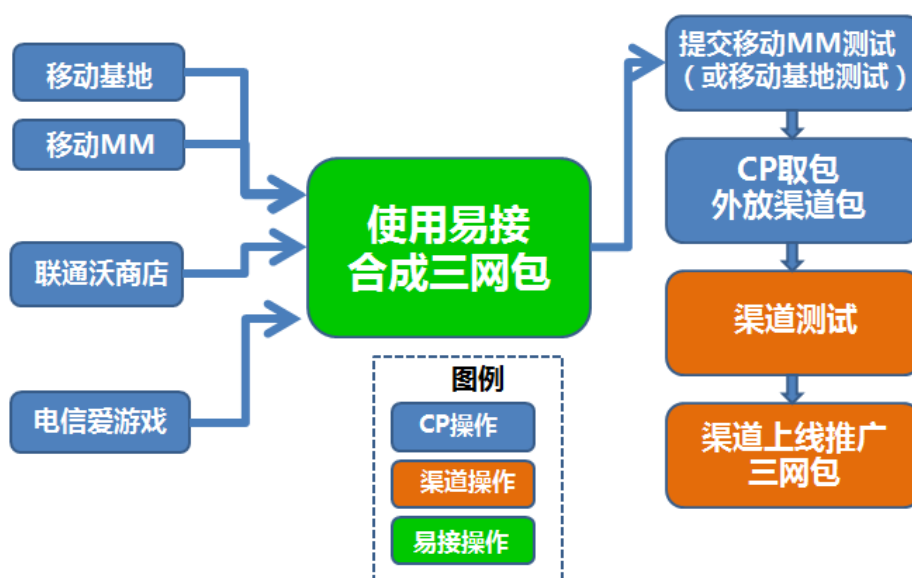 移动基地
移动MM
联通沃商店
电信爱游戏
使用易接
合成三网包
提交移动MM测试
（或移动基地测试）
CP取包
外放渠道包
渠道测试
渠道上线推广
三网包
图例
CP操作
渠道操作
易接操作